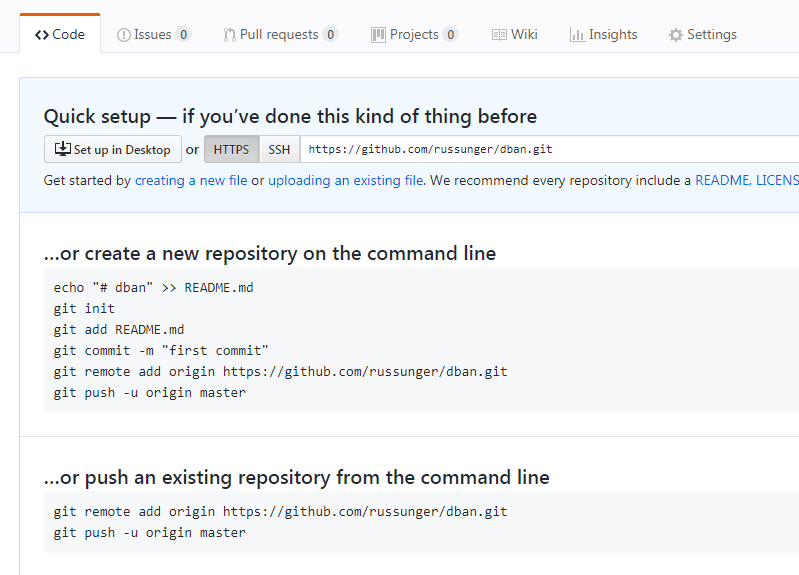 Code Issues 0 Pull requests 0 Projects 0 Wiki Insights Settings
Quick setup — if you’ve done this kind of thing before
Set up in Desktop or HTTPS SSH https://github.com/russunger/dban.git
Get started by creating a new file or uploading an existing file. We recommend every repository include a README, LICENS
…or create a new repository on the command line
echo "# dban" >> README.md
git init
git add README.md
git commit -m "first commit"
git remote add origin https://github.com/russunger/dban.git
git push -u origin master
…or push an existing repository from the command line
git remote add origin https://github.com/russunger/dban.git
git push -u origin master